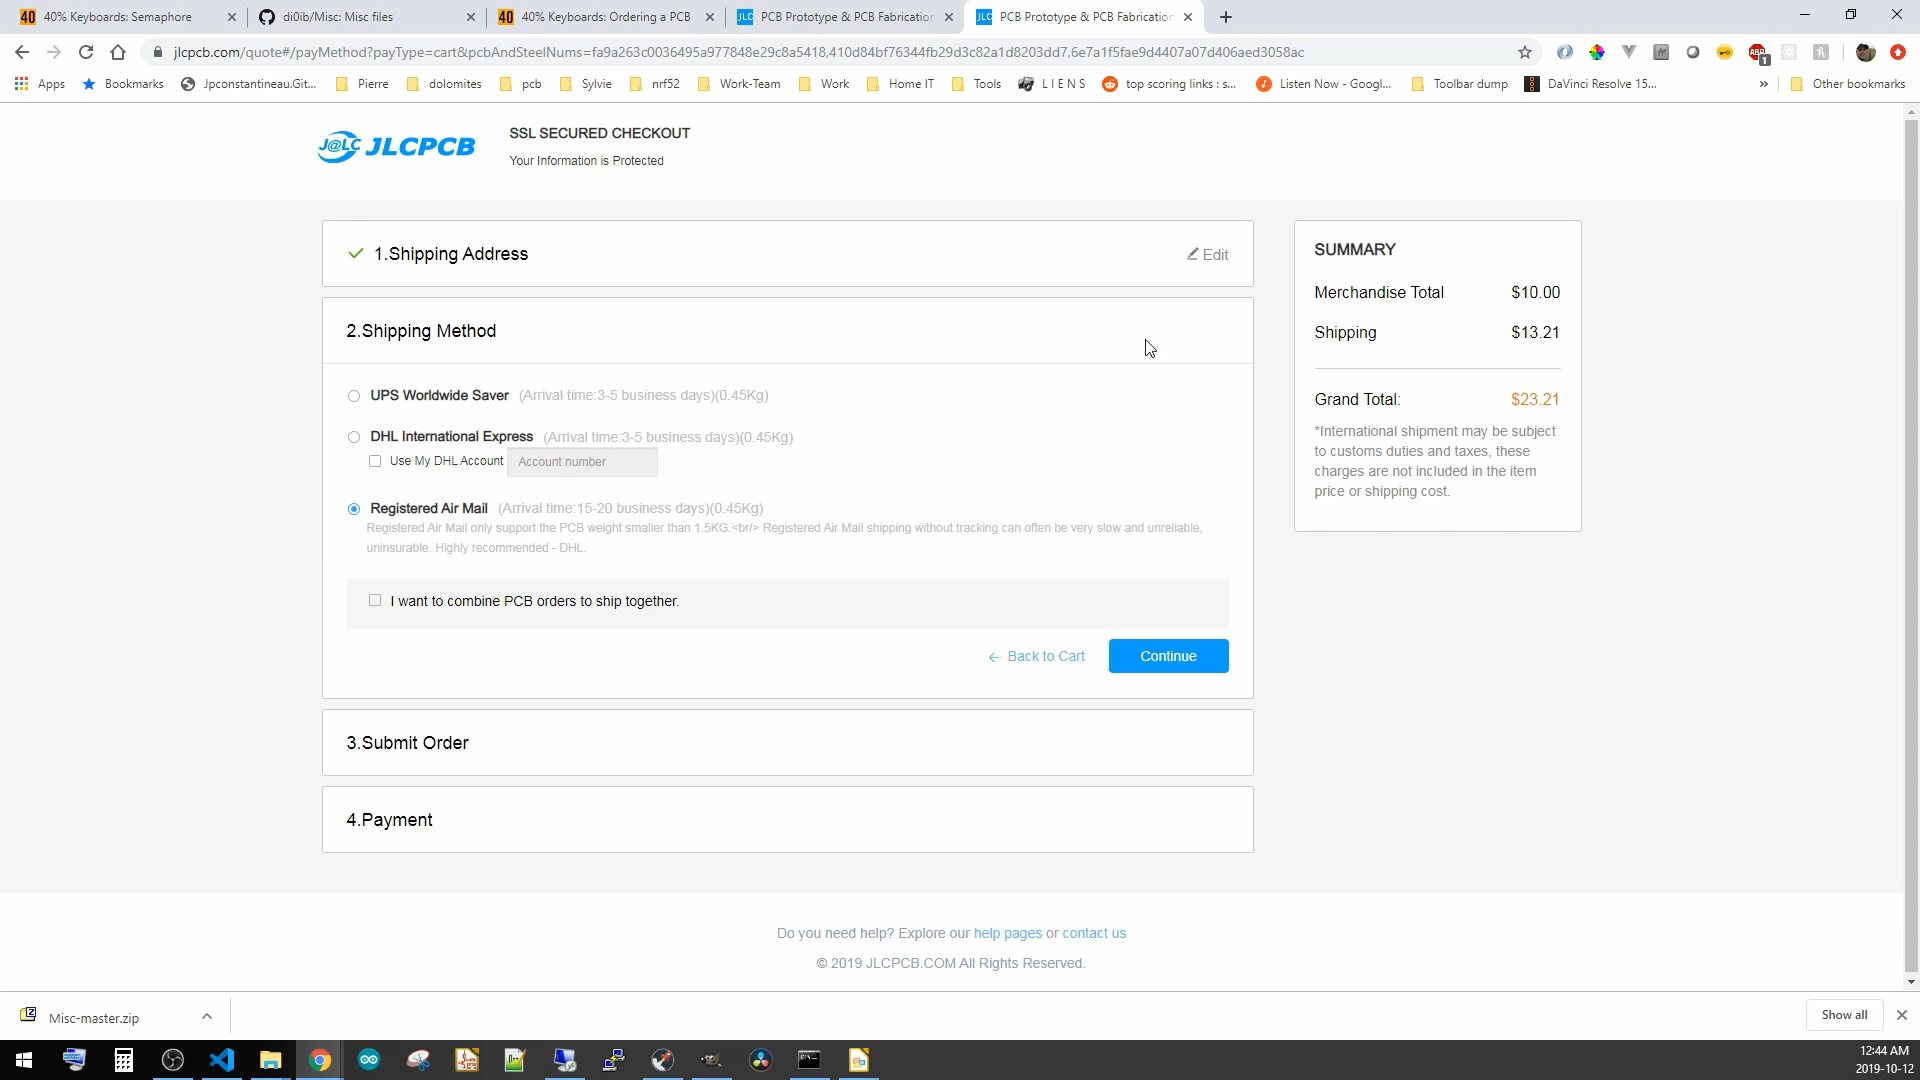 40% Keyboards: Semaphore
di0ib/Misc: Misc files
40% Keyboards: Ordering a PCB
JLC PCB Prototype & PCB Fabrication
JLC PCB Prototype & PCB Fabrication
jlcpcb.com/quote#/payMethod?payType=cart&pcbAndSteelNums=fa9a263c0036495a977848e29c8a5418,410d84bf76344fb29d3c82a1d8203dd7,6e7a1f5fae9d4407a07d406aed3058ac
ABP 1
Apps Bookmarks Jpconstantineau.Git... Pierre dolomites pcb Sylvie nrf52 Work-Team Work Home IT Tools L I E N S top scoring links : s... Listen Now - Googl... Toolbar dump DaVinci Resolve 15... » Other bookmarks
J@LC JLCPCB
SSL SECURED CHECKOUT
Your Information is Protected
1.Shipping Address
Edit
2.Shipping Method
UPS Worldwide Saver (Arrival time:3-5 business days)(0.45Kg)
DHL International Express (Arrival time:3-5 business days)(0.45Kg)
Use My DHL Account Account number
Registered Air Mail (Arrival time:15-20 business days)(0.45Kg)
Registered Air Mail only support the PCB weight smaller than 1.5KG.<br/> Registered Air Mail shipping without tracking can often be very slow and unreliable,
uninsurable. Highly recommended - DHL.
I want to combine PCB orders to ship together.
Back to Cart
Continue
3.Submit Order
4.Payment
SUMMARY
Merchandise Total $10.00
Shipping $13.21
Grand Total: $23.21
*International shipment may be subject
to customs duties and taxes, these
charges are not included in the item
price or shipping cost.
Do you need help? Explore our help pages or contact us
© 2019 JLCPCB.COM All Rights Reserved.
Misc-master.zip
Show all
12:44 AM
2019-10-12